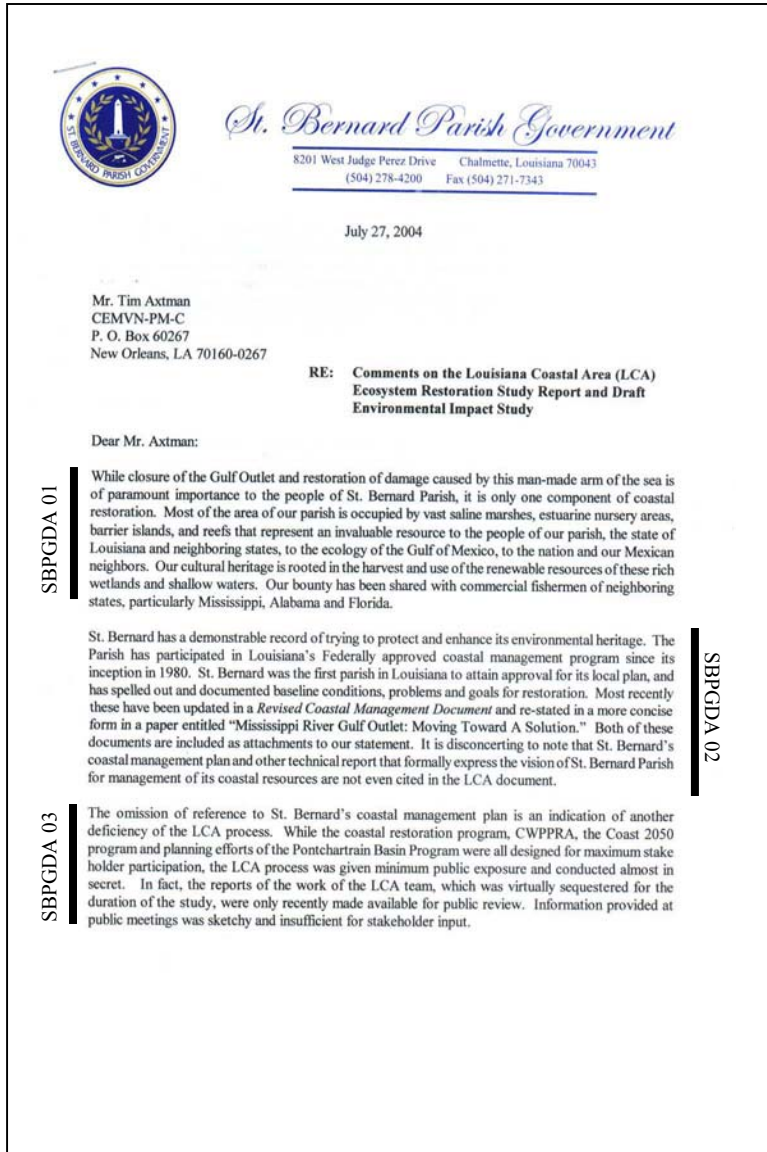 ST. BERNARD PARISH GOVERNMENT
St. Bernard Parish Government
8201 West Judge Perez Drive Chalmette, Louisiana 70043
(504) 278-4200 Fax (504) 271-7343
July 27, 2004
Mr. Tim Axtman
CEMVN-PM-C
P. O. Box 60267
New Orleans, LA 70160-0267
RE: Comments on the Louisiana Coastal Area (LCA)
Ecosystem Restoration Study Report and Draft
Environmental Impact Study
Dear Mr. Axtman:
SBPGDA 01
While closure of the Gulf Outlet and restoration of damage caused by this man-made arm of the sea is
of paramount importance to the people of St. Bernard Parish, it is only one component of coastal
restoration. Most of the area of our parish is occupied by vast saline marshes, estuarine nursery areas,
barrier islands, and reefs that represent an invaluable resource to the people of our parish, the state of
Louisiana and neighboring states, to the ecology of the Gulf of Mexico, to the nation and our Mexican
neighbors. Our cultural heritage is rooted in the harvest and use of the renewable resources of these rich
wetlands and shallow waters. Our bounty has been shared with commercial fishermen of neighboring
states, particularly Mississippi, Alabama and Florida.
St. Bernard has a demonstrable record of trying to protect and enhance its environmental heritage. The
Parish has participated in Louisiana's Federally approved coastal management program since its
inception in 1980. St. Bernard was the first parish in Louisiana to attain approval for its local plan, and
has spelled out and documented baseline conditions, problems and goals for restoration. Most recently
these have been updated in a Revised Coastal Management Document and re-stated in a more concise
form in a paper entitled "Mississippi River Gulf Outlet: Moving Toward A Solution." Both of these
documents are included as attachments to our statement. It is disconcerting to note that St. Bernard's
coastal management plan and other technical report that formally express the vision of St. Bernard Parish
for management of its coastal resources are not even cited in the LCA document.
SBPGDA 02
SBPGDA 03
The omission of reference to St. Bernard's coastal management plan is an indication of another
deficiency of the LCA process. While the coastal restoration program, CWPPRA, the Coast 2050
program and planning efforts of the Pontchartrain Basin Program were all designed for maximum stake
holder participation, the LCA process was given minimum public exposure and conducted almost in
secret. In fact, the reports of the work of the LCA team, which was virtually sequestered for the
duration of the study, were only recently made available for public review. Information provided at
public meetings was sketchy and insufficient for stakeholder input.